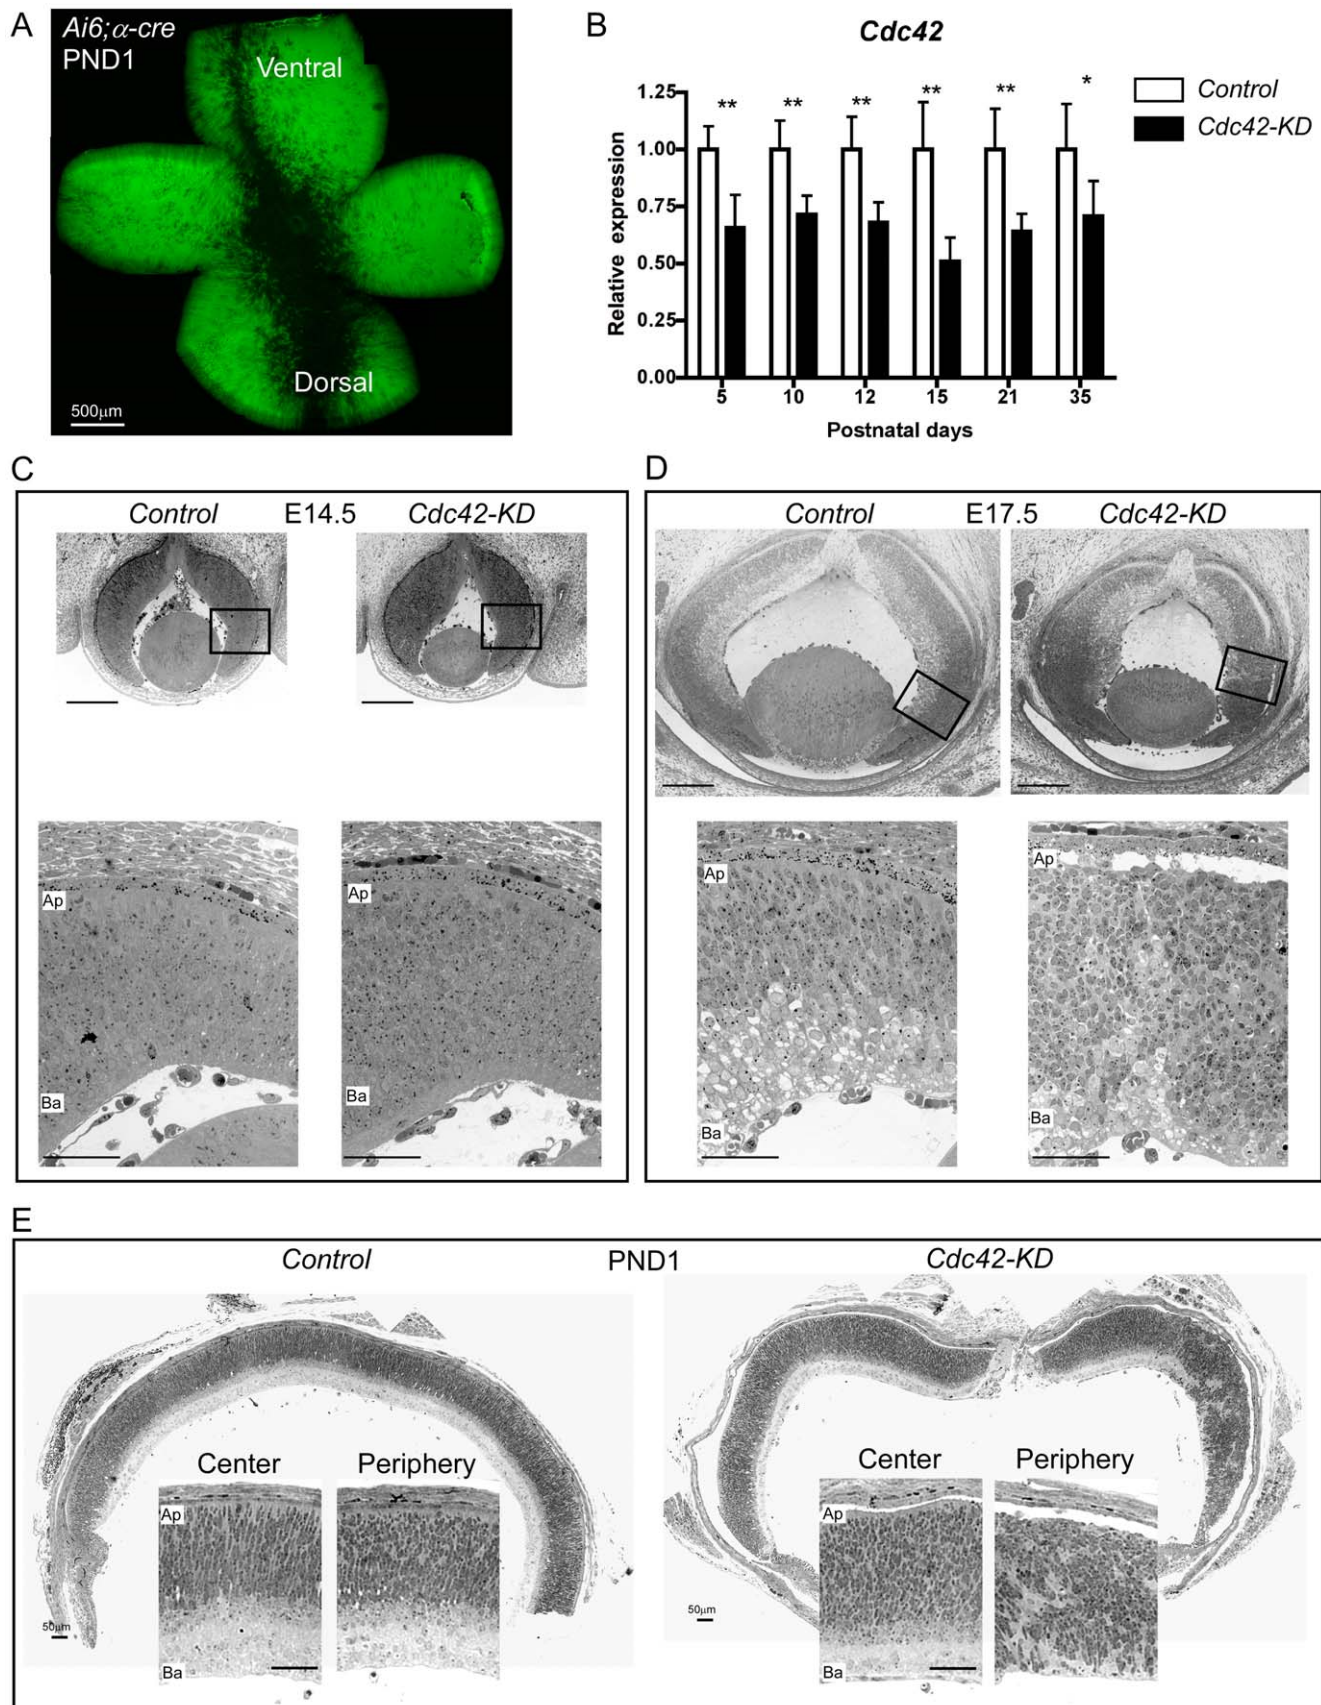 A
Ai6;α-cre
PND1
Ventral
Dorsal
500μm
B
Cdc42
Control
Cdc42-KD
Relative expression
1.25
1.00
0.75
0.50
0.25
0.00
** ** ** ** ** *
5 10 12 15 21 35
Postnatal days
C
Control E14.5 Cdc42-KD
Ap
Ba
Ap
Ba
D
Control E17.5 Cdc42-KD
Ap
Ba
Ap
Ba
E
Control PND1 Cdc42-KD
Center Periphery
Ap
Ba
50μm
Center Periphery
Ap
Ba
50μm